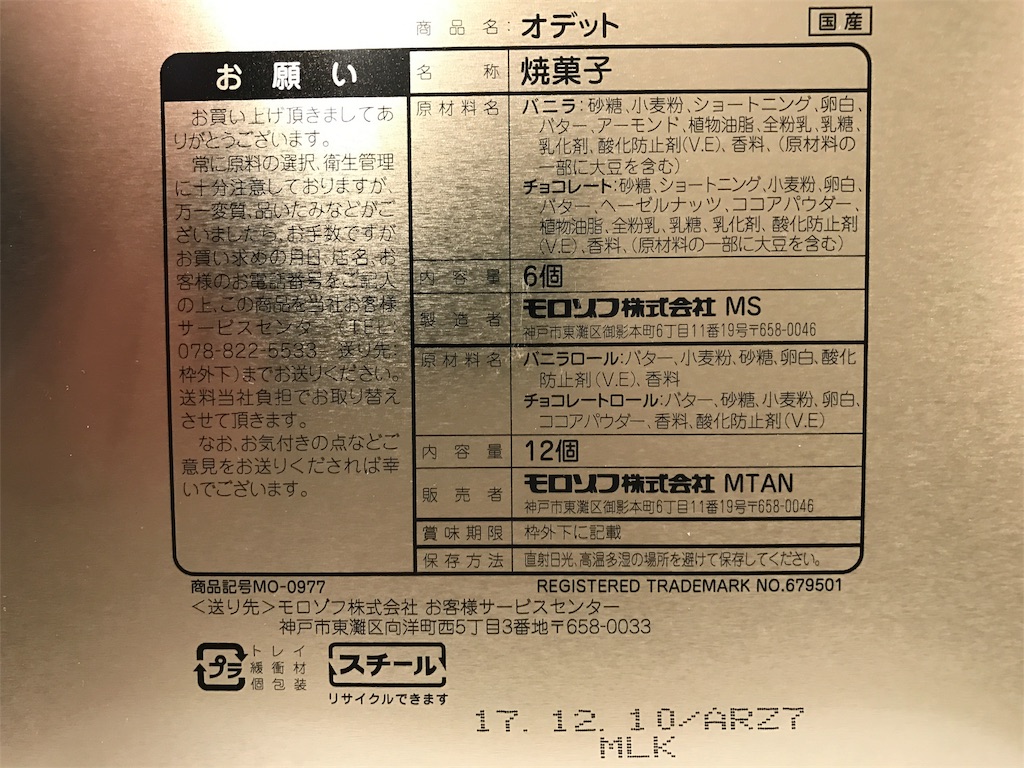 商品名：オデット
国産
お願い
お買い上げ頂きましてあ
りがとうございます。
常に原料の選択、衛生管理
に十分注意しておりますが、
万一変質、品いたみなどがご
ざいましたら、お手数ですが
お買い求めの月日、店名、お
客様のお電話番号をご記入
の上、この商品を当社お客様
サービスセンター（TEL.
078-822-5533 送り先:
枠外下）までお送りください。
送料当社負担でお取り替え
させて頂きます。
なお、お気付きの点などご
意見をお送りくだされば幸
いでございます。
名称 焼菓子
原材料名 バニラ：砂糖、小麦粉、ショートニング、卵白、
バター、アーモンド、植物油脂、全粉乳、乳糖、
乳化剤、酸化防止剤(V.E)、香料、(原材料の
一部に大豆を含む)
チョコレート：砂糖、ショートニング、小麦粉、卵白、
バター、ヘーゼルナッツ、ココアパウダー、
植物油脂、全粉乳、乳糖、乳化剤、酸化防止剤
(V.E)、香料、(原材料の一部に大豆を含む)
内容量 6個
製造者 モロゾフ株式会社 MS
神戸市東灘区御影本町6丁目11番19号〒658-0046
原材料名 バニラロール：バター、小麦粉、砂糖、卵白、酸化
防止剤(V.E)、香料
チョコレートロール：バター、砂糖、小麦粉、卵白、
ココアパウダー、香料、酸化防止剤(V.E)
内容量 12個
販売者 モロゾフ株式会社 MTAN
神戸市東灘区御影本町6丁目11番19号〒658-0046
賞味期限 枠外下に記載
保存方法 直射日光、高温多湿の場所を避けて保存してください。
商品記号MO-0977
REGISTERED TRADEMARK NO.679501
＜送り先＞モロゾフ株式会社 お客様サービスセンター
神戸市東灘区向洋町西5丁目3番地〒658-0033
プラ
トレイ
緩衝材
個包装
スチール
リサイクルできます
17.12.10/ARZ7
MLK